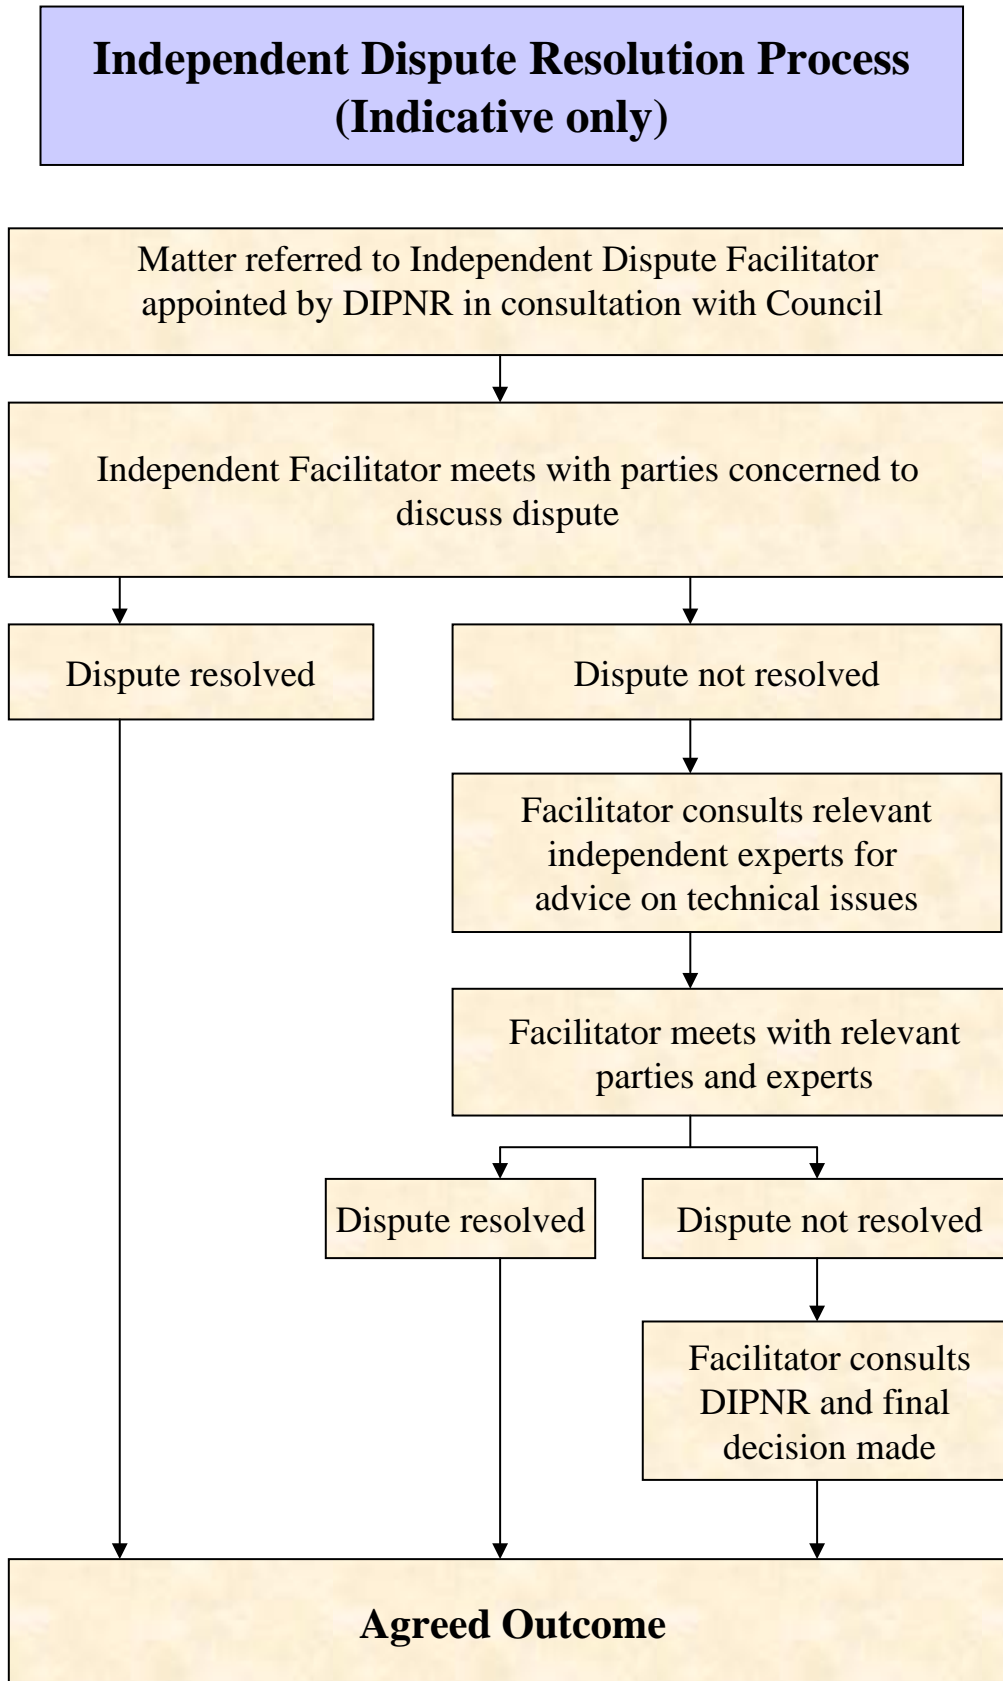 Independent Dispute Resolution Process
(Indicative only)
Matter referred to Independent Dispute Facilitator
appointed by DIPNR in consultation with Council
Independent Facilitator meets with parties concerned to
discuss dispute
Dispute resolved
Dispute not resolved
Facilitator consults relevant
independent experts for
advice on technical issues
Facilitator meets with relevant
parties and experts
Dispute resolved
Dispute not resolved
Facilitator consults
DIPNR and final
decision made
Agreed Outcome